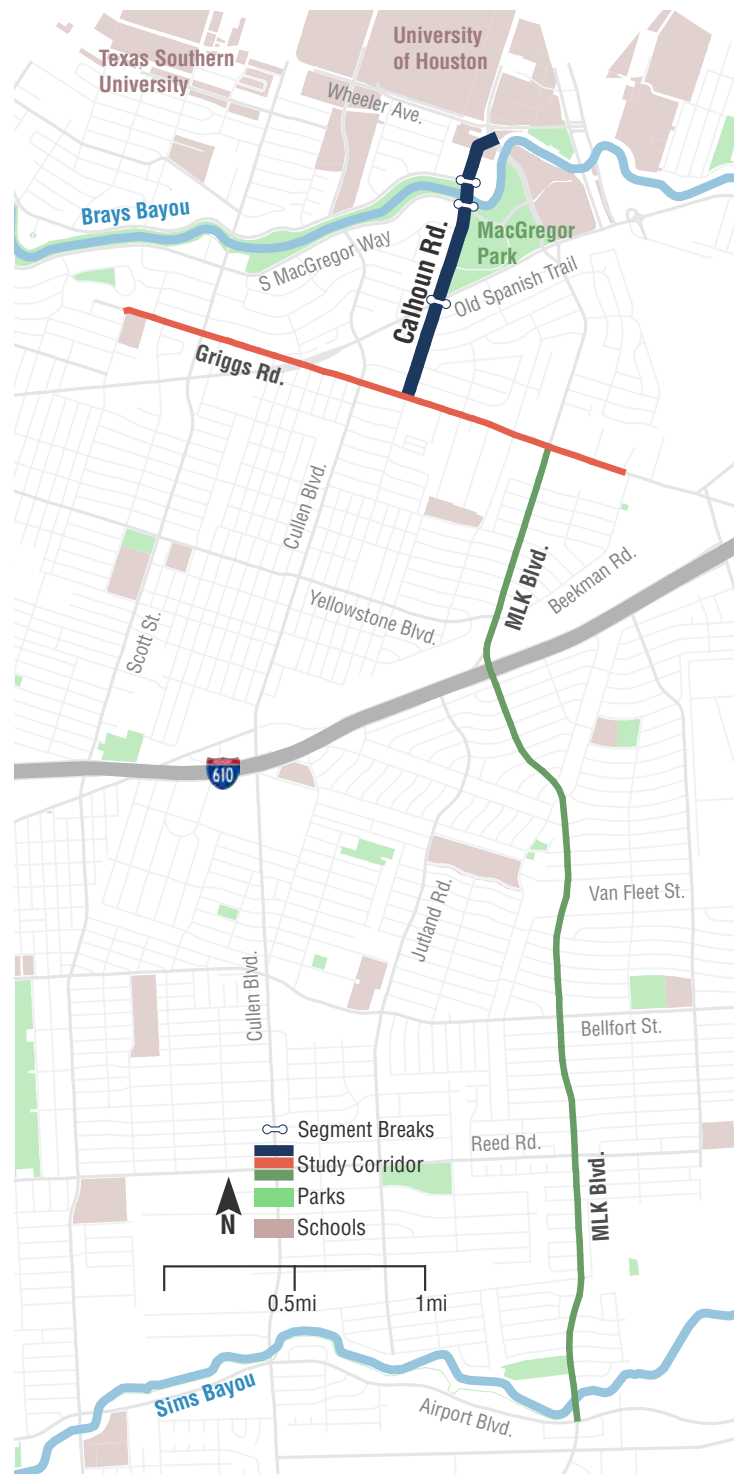 Texas Southern
University
University
of Houston
Wheeler Ave.
Brays Bayou
S MacGregor Way
Calhoun Rd.
MacGregor
Park
Old Spanish Trail
Griggs Rd.
Cullen Blvd.
MLK Blvd.
Beekman Rd.
Yellowstone Blvd.
Scott St.
610
Jutland Rd.
Van Fleet St.
Cullen Blvd.
Bellfort St.
Segment Breaks
Study Corridor
Parks
Schools
N
Reed Rd.
MLK Blvd.
0.5mi
1mi
Sims Bayou
Airport Blvd.